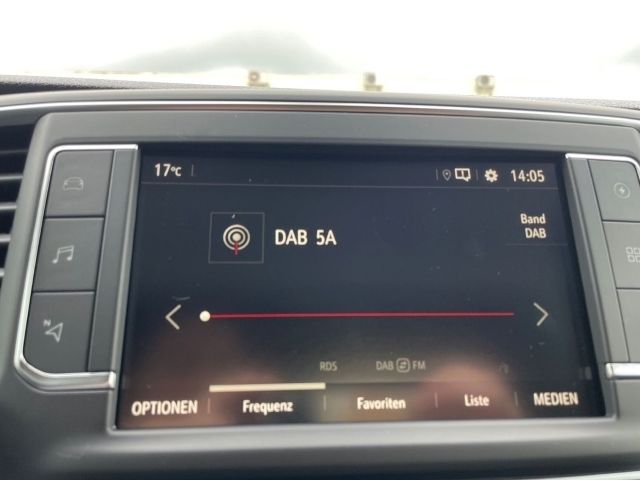 17°C
14:05
Band
DAB
DAB 5A
RDS
DAB FM
OPTIONEN
Frequenz
Favoriten
Liste
MEDIEN
N